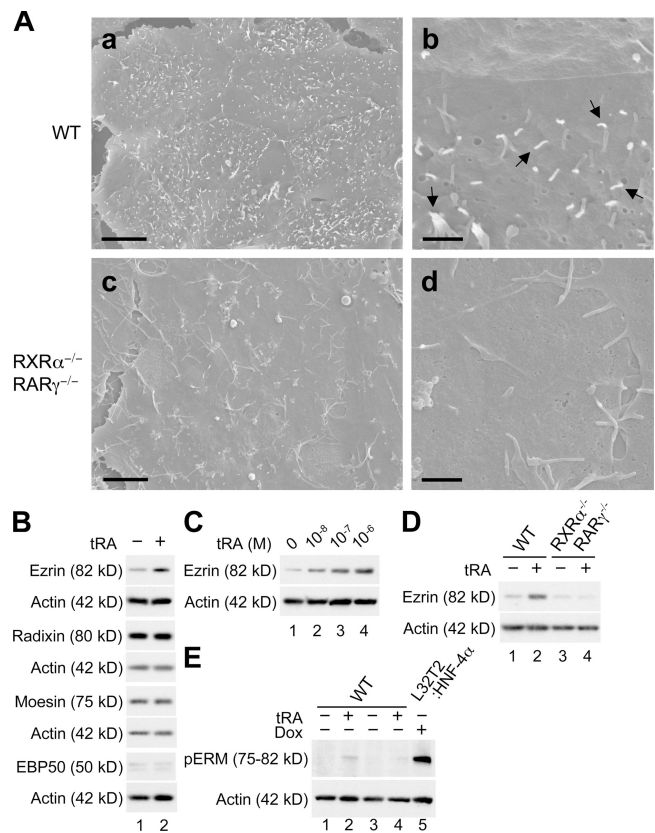 A
a
b
WT
c
d
RXRα−/−
RARγ−/−
B
tRA − +
Ezrin (82 kD)
Actin (42 kD)
Radixin (80 kD)
Actin (42 kD)
Moesin (75 kD)
Actin (42 kD)
EBP50 (50 kD)
Actin (42 kD)
1 2
C
tRA (M) 0 10-8 10-7 10-6
Ezrin (82 kD)
Actin (42 kD)
1 2 3 4
D
WT RXRα-/- RARγ-/-
tRA − + − +
Ezrin (82 kD)
Actin (42 kD)
1 2 3 4
E
WT L32T2 :HNF-4α
tRA − + − + −
Dox − − − − +
pERM (75-82 kD)
Actin (42 kD)
1 2 3 4 5